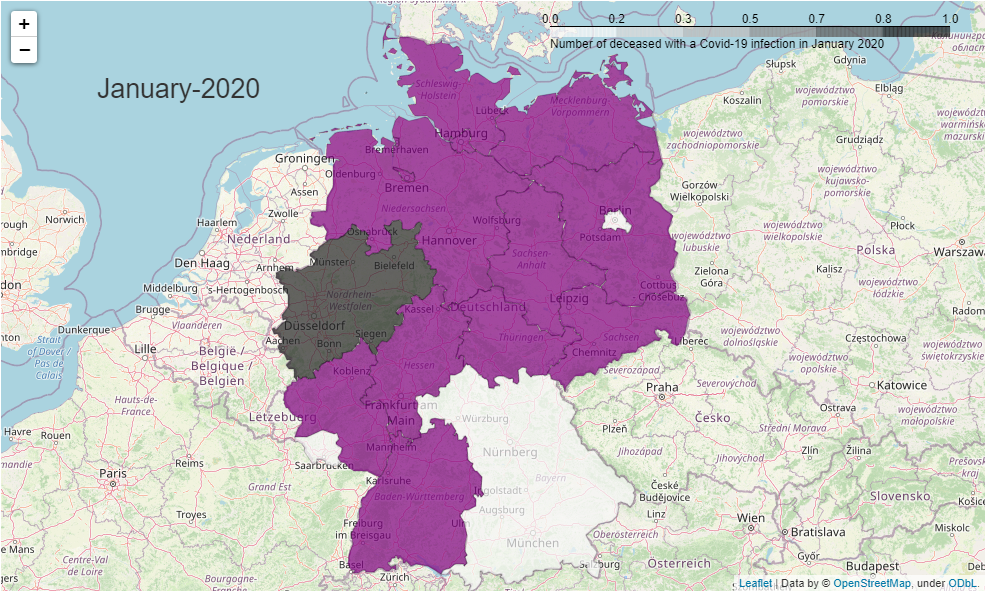 +
−
January-2020
0.0 0.2 0.3 0.5 0.7 0.8 1.0
Number of deceased with a Covid-19 infection in January 2020
Gdynia
Słupsk
Elbląg
Koszalin
województwo
pomorskie
województwo
zachodniopomorskie
Grudziądz
województwo
kujawsko-
pomorskie
Gorzów
Wielkopolski
Płock
województwo
wielkopolskie
województwo
lubuskie
Polska
Warszawa
Zielona
Góra
Kalisz
województwo
łódzkie
Radom
województwo
dolnośląskie
Częstochowa
województwo
opolskie
województwo
świętokrzyskie
Katowice
województwo
małopolskie
Schleswig-
Holstein
Lübeck
Mecklenburg-
Vorpommern
Hamburg
Bremerhaven
Oldenburg
Bremen
Niedersachsen
Wolfsburg
Berlin
Potsdam
Osnabrück
Hannover
Sachsen-
Anhalt
Münster
Bielefeld
Nordrhein-
Westfalen
Cottbus -
Chóśebuz
Leipzig
Kassel
Deutschland
Düsseldorf
Siegen
Aachen
Bonn
Thüringen
Sachsen
Chemnitz
Liberec
Hessen
Koblenz
Frankfurt am
Main
Würzburg
Mannheim
Nürnberg
Saarbrücken
Bayern
Karlsruhe
Ingolstadt
Baden-Württemberg
Augsburg
Ulm
Freiburg
im Breisgau
München
Basel
Zürich
Salzburg
Groningen
Assen
Zwolle
Haarlem
Nederland
Den Haag
Arnhem
's-Hertogenbosch
Middelburg
Brugge
Vlaanderen
Dunkerque
Lille
België /
Belgique /
Belgien
Letzebuerg
Norwich
Strait
of Dover /
Pas de
Calais
Hauts-de-
France
Havre
Rouen
Reims
Paris
Grand Est
Troyes
Centre-Val
de Loire
Bourgogne-
Severozápad
Severovýchod
Praha
Česko
Plzeň
Střední Morava
Ostrava
Jihozápad
Jihovýchod
Zlín
Žilina
České
Budějovice
Linz
Oberösterreich
Österreich
Wien
Bratislava
Slovensko
Košice
Miskolc
Győr
Budapest
Leaflet | Data by © OpenStreetMap, under ODbL.